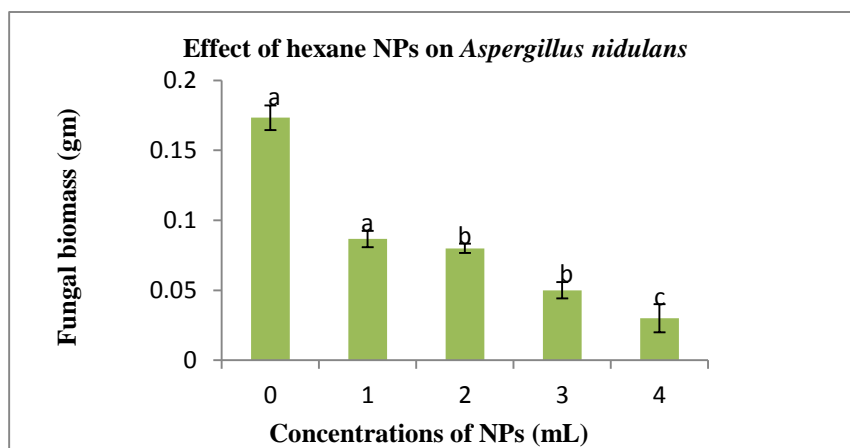 Effect of hexane NPs on Aspergillus nidulans
Fungal biomass (gm)
0.2
0.15
0.1
0.05
0
a
a
b
b
c
0 1 2 3 4
Concentrations of NPs (mL)